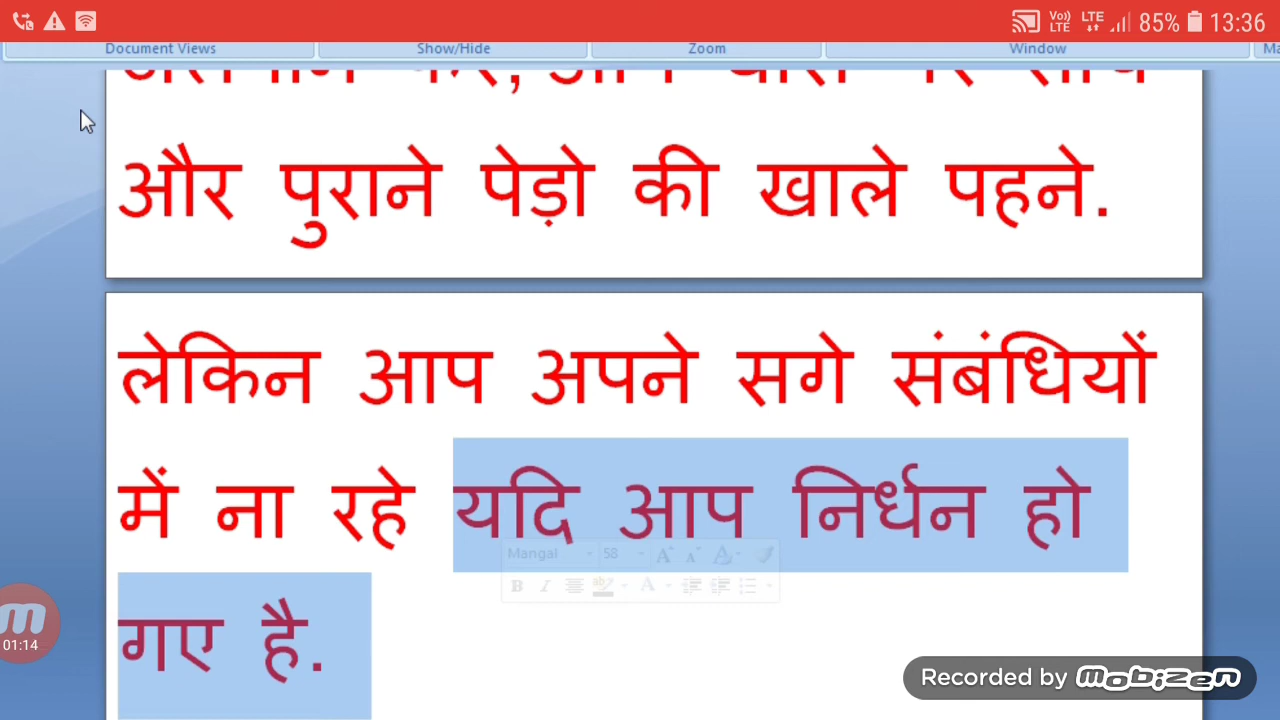 85% 13:36
Document Views Show/Hide Zoom Window
और पुराने पेड़ो की खाले पहने.
लेकिन आप अपने सगे संबंधियों
में ना रहे यदि आप निर्धन हो
Mangal 58
गए है.
01:14
Recorded by mobizen